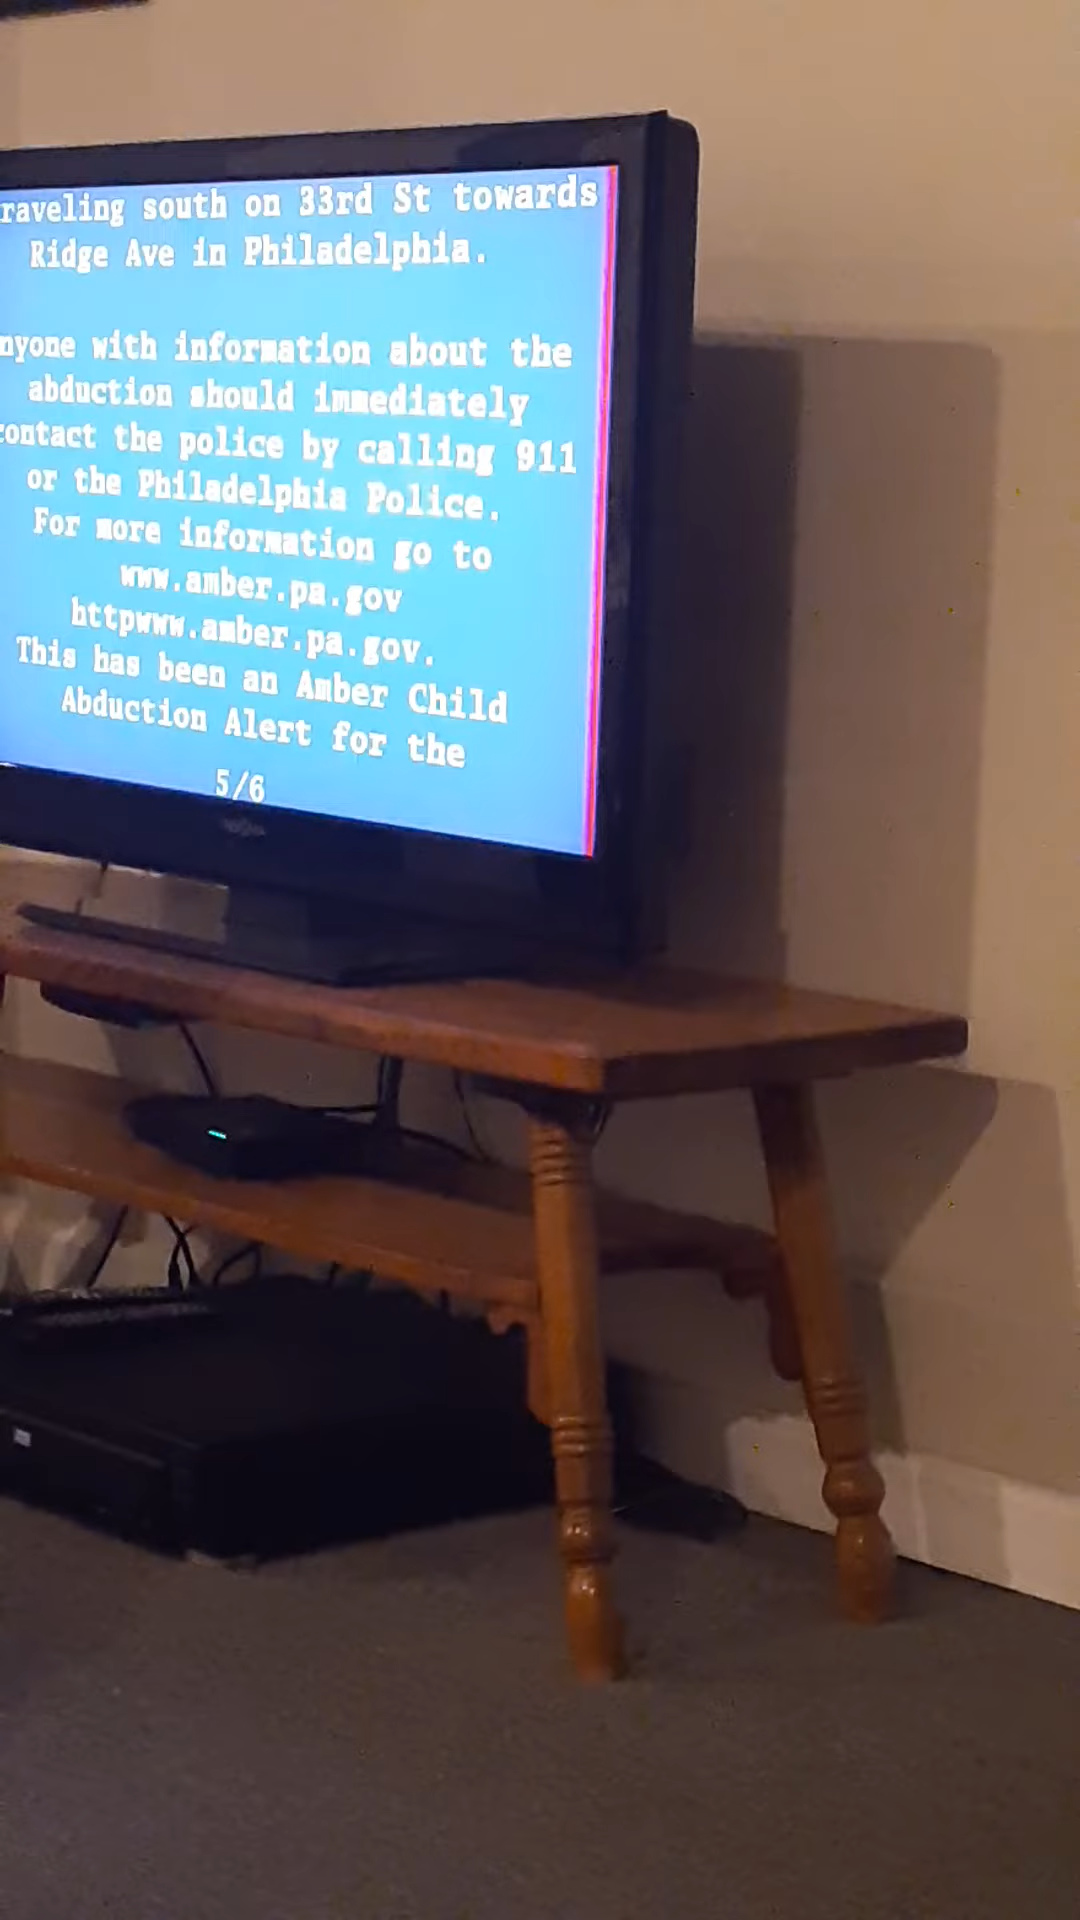 raveling south on 33rd St towards
Ridge Ave in Philadelphia.
nyone with information about the
abduction should immediately
contact the police by calling 911
or the Philadelphia Police.
For more information go to
www.amber.pa.gov
httpwww.amber.pa.gov.
This has been an Amber Child
Abduction Alert for the
5/6